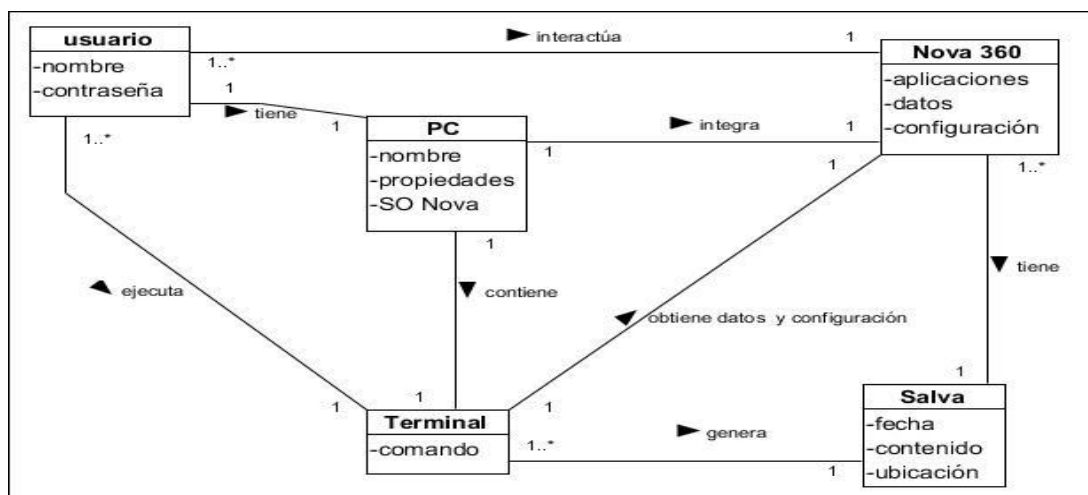 usuario
-nombre
-contraseña
1..*
interactúa
1
Nova 360
-aplicaciones
-datos
-configuración
1
tiene
1
PC
-nombre
-propiedades
-SO Nova
1
integra
1
1..*
ejecuta
1
1
contiene
1
Terminal
-comando
1
obtiene datos y configuración
1
1..*
tiene
1
Salva
-fecha
-contenido
-ubicación
1..*
genera
1